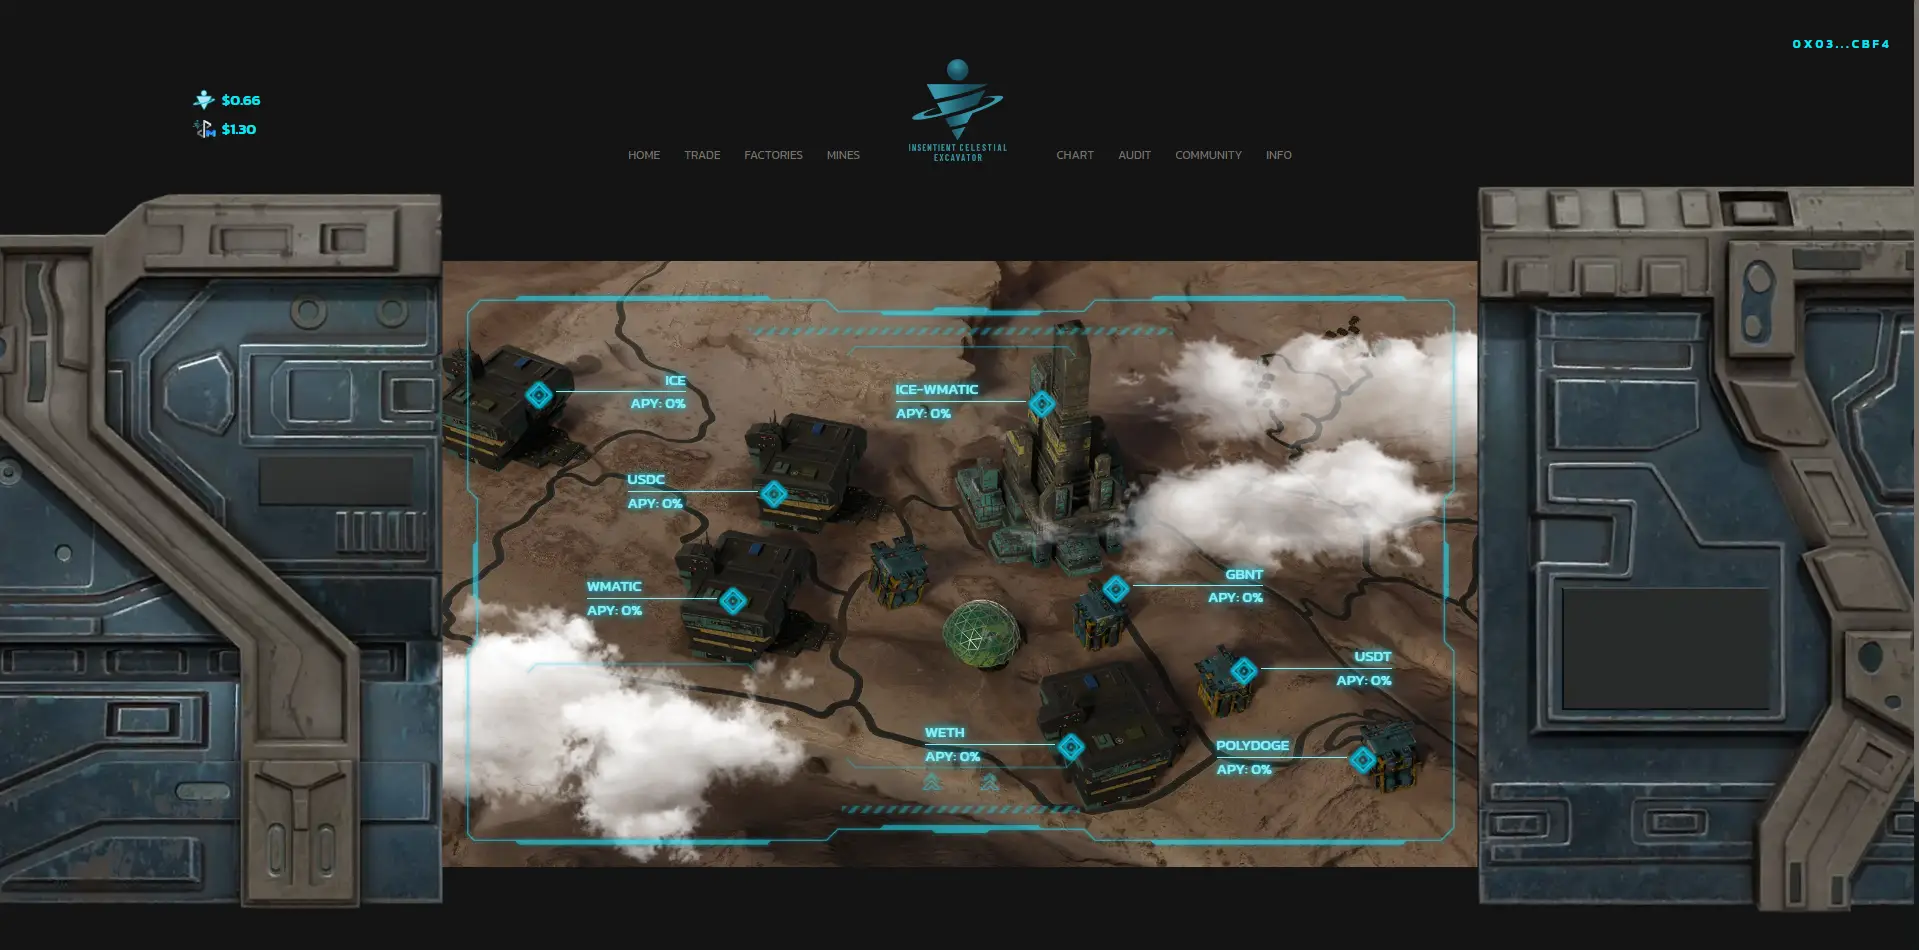 0X03...CBF4
$0.66
$1.30
INSENTIENT CELESTIAL
EXCAVATOR
HOME TRADE FACTORIES MINES CHART AUDIT COMMUNITY INFO
ICE
APY: 0%
ICE-WMATIC
APY: 0%
USDC
APY: 0%
WMATIC
APY: 0%
GBNT
APY: 0%
USDT
APY: 0%
WETH
APY: 0%
POLYDOGE
APY: 0%